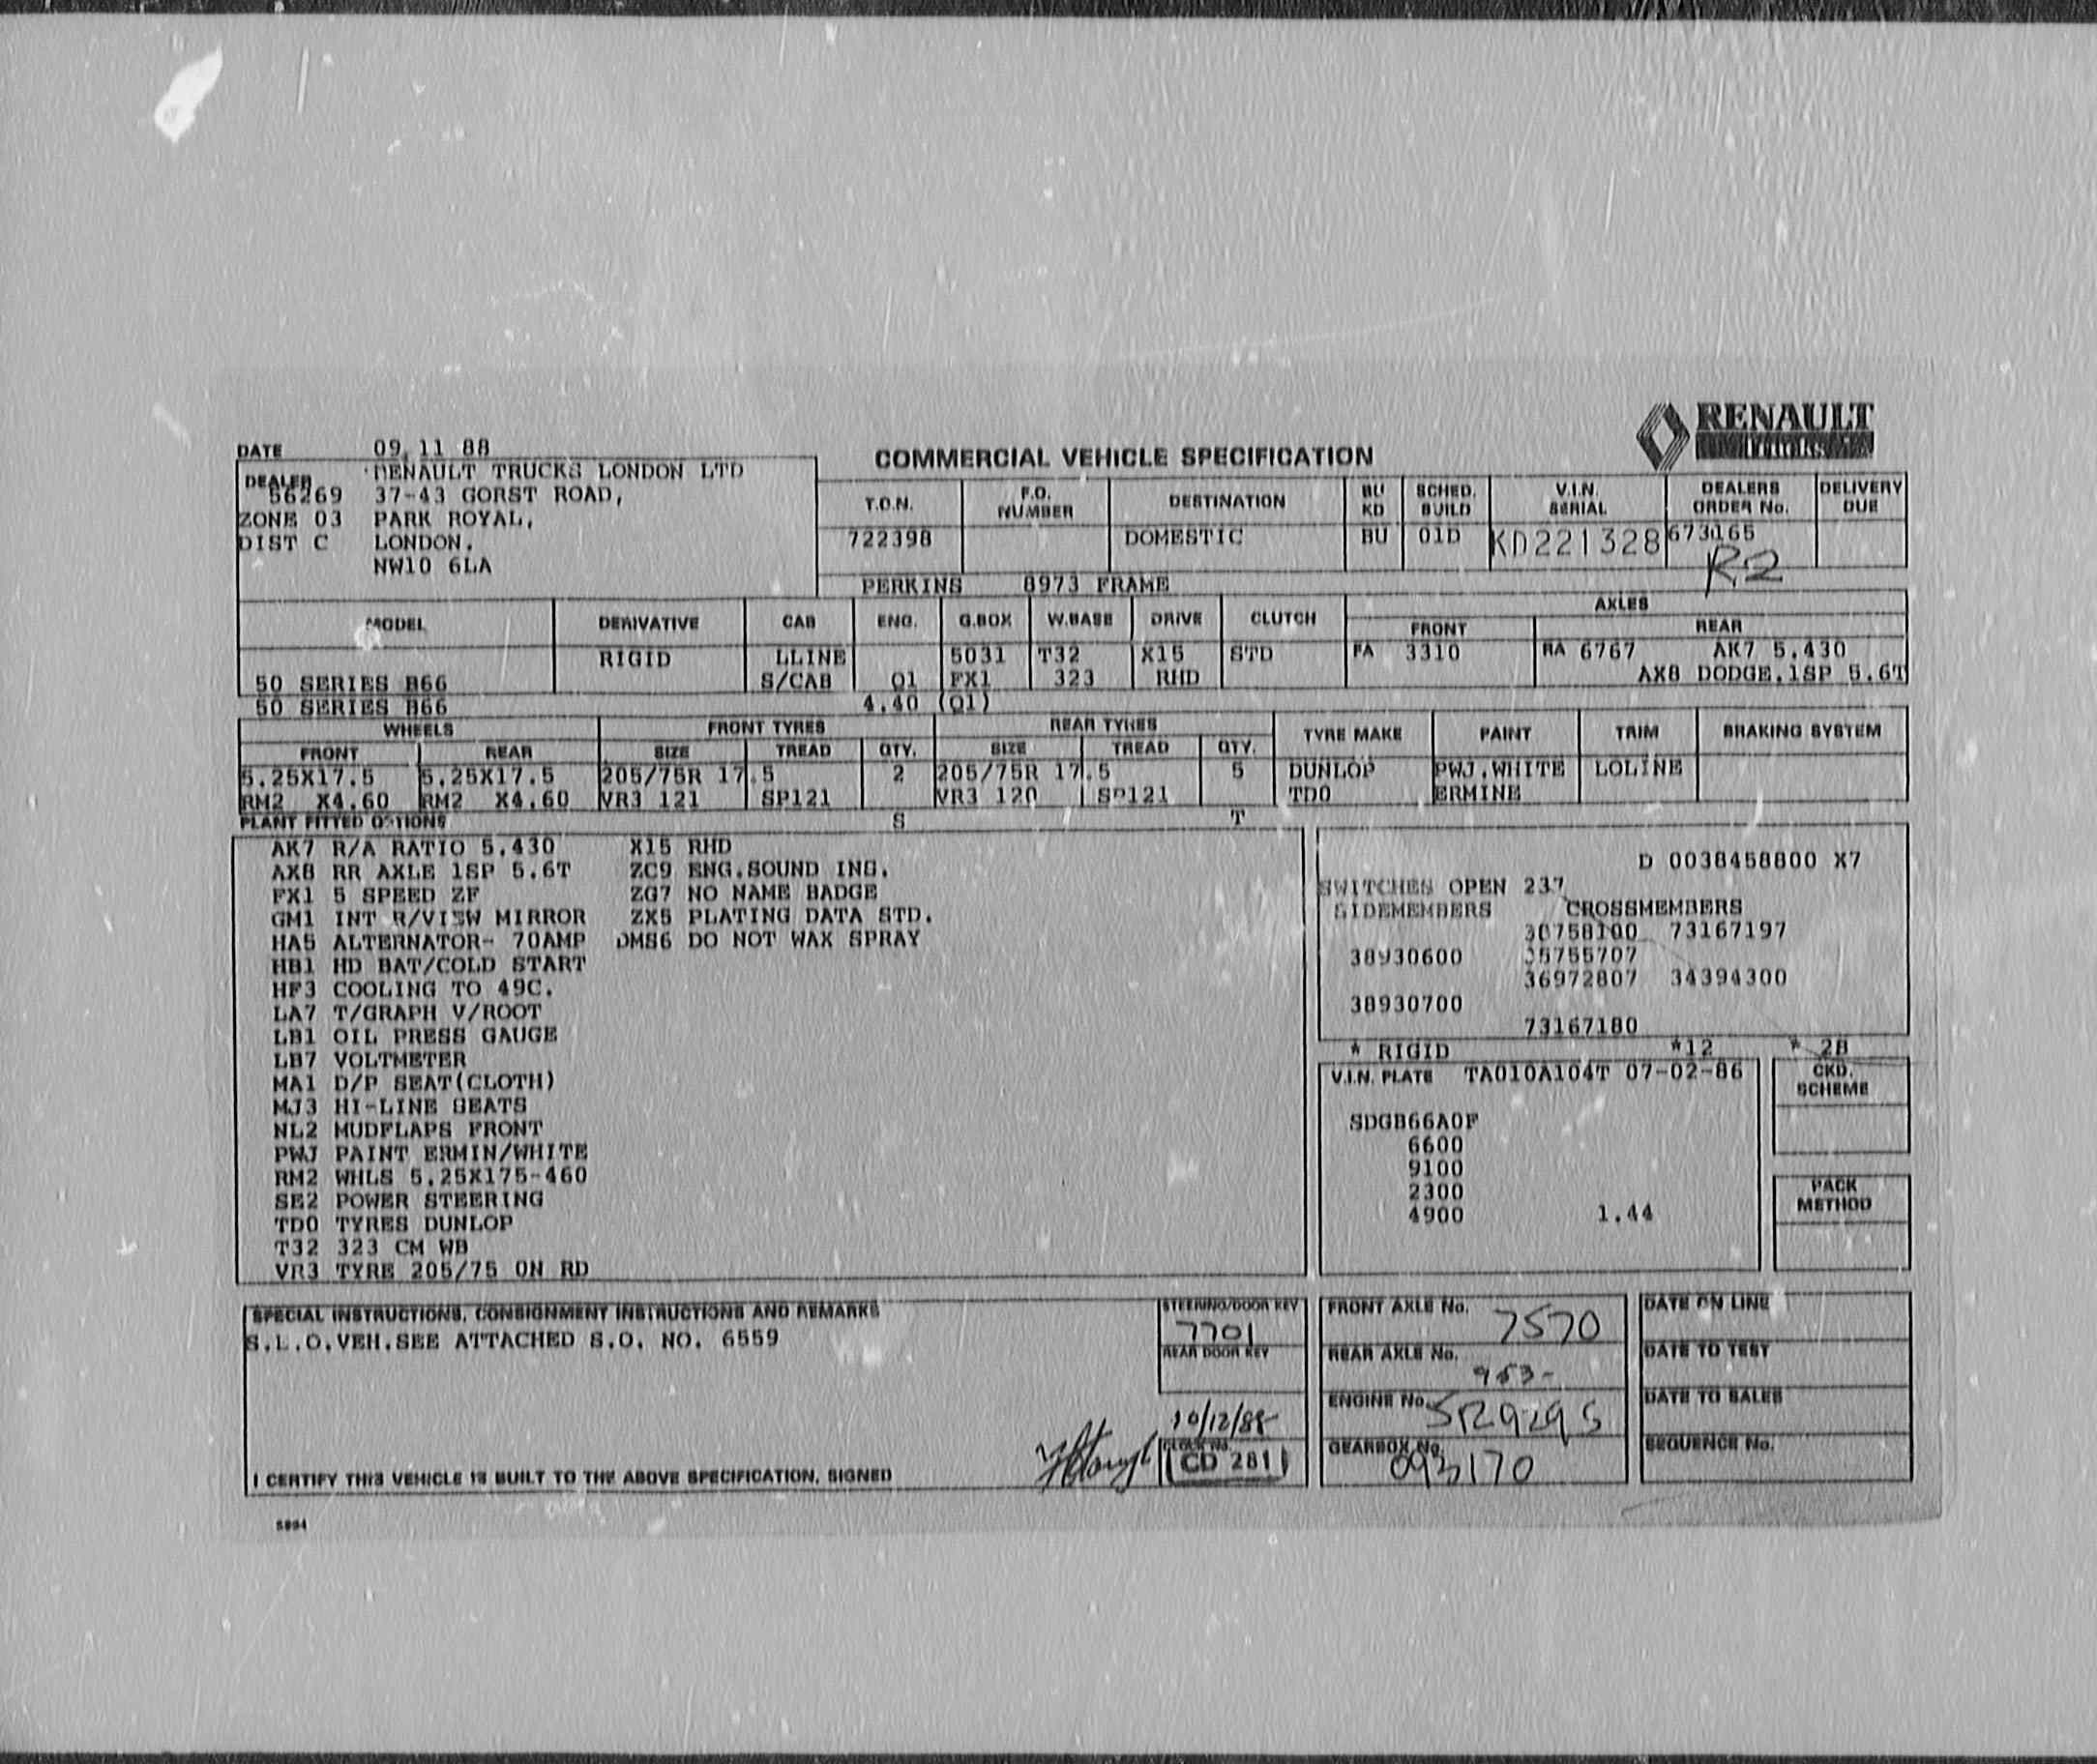 RENAULT
DATE 09.11 88
COMMERCIAL VEHICLE SPECIFICATION
DEALER RENAULT TRUCKS LONDON LTD
56269 37-43 GORST ROAD,
ZONE 03 PARK ROYAL,
DIST C LONDON.
NW10 6LA
T.O.N. F.O. NUMBER DESTINATION BU KD SCHED. BUILD V.I.N. SERIAL DEALERS ORDER No. DELIVERY DUE
722398 DOMESTIC BU 01D KD221328 673165
R2
PERKINS 8973 FRAME
MODEL DERIVATIVE CAB ENG. G.BOX W.BASE DRIVE CLUTCH AXLES
FRONT REAR
RIGID LLINE 5031 T32 X15 STD FA 3310 RA 6767 AK7 5.430
50 SERIES B66 S/CAB Q1 FX1 323 RHD AX8 DODGE.1SP 5.6T
50 SERIES B66 4.40 (Q1)
WHEELS FRONT TYRES REAR TYRES TYRE MAKE PAINT TRIM BRAKING SYSTEM
FRONT REAR SIZE TREAD QTY. SIZE TREAD QTY.
5.25X17.5 5.25X17.5 205/75R 17.5 2 205/75R 17.5 5 DUNLOP PWJ.WHITE LOLINE
RM2 X4.60 RM2 X4.60 VR3 121 SP121 VR3 120 SP121 TDO ERMINE
PLANT FITTED OPTIONS S T
AK7 R/A RATIO 5.430 X15 RHD
AX8 RR AXLE 1SP 5.6T ZC9 ENG.SOUND INS.
FX1 5 SPEED ZF ZG7 NO NAME BADGE
GM1 INT R/VIEW MIRROR ZX5 PLATING DATA STD.
HA5 ALTERNATOR- 70AMP DMS6 DO NOT WAX SPRAY
HB1 HD BAT/COLD START
HF3 COOLING TO 49C.
LA7 T/GRAPH V/ROOT
LB1 OIL PRESS GAUGE
LB7 VOLTMETER
MA1 D/P SEAT(CLOTH)
MJ3 HI-LINE SEATS
NL2 MUDFLAPS FRONT
PWJ PAINT ERMIN/WHITE
RM2 WHLS 5.25X175-460
SE2 POWER STEERING
TDO TYRES DUNLOP
T32 323 CM WB
VR3 TYRE 205/75 ON RD
D 0038458800 X7
SWITCHES OPEN 237
SIDEMEMBERS CROSSMEMBERS
30758100 73167197
38930600 35755707
36972807 34394300
38930700
73167180
* RIGID *12 * 28
V.I.N. PLATE TA010A104T 07-02-86
CKD. SCHEME
SDGB66A0F
6600
9100
2300
4900 1.44
PACK METHOD
SPECIAL INSTRUCTIONS, CONSIGNMENT INSTRUCTIONS AND REMARKS
S.L.O.VEH.SEE ATTACHED S.O. NO. 6559
STEERING/DOOR KEY
7701
REAR DOOR KEY
10/12/88
CLOCK No.
CD 281
I CERTIFY THIS VEHICLE IS BUILT TO THE ABOVE SPECIFICATION, SIGNED
FRONT AXLE No. 7570
REAR AXLE No. 953-
ENGINE No.
GEARBOX No. 093170
DATE ON LINE
DATE TO TEST
DATE TO SALES
SEQUENCE No.
5894